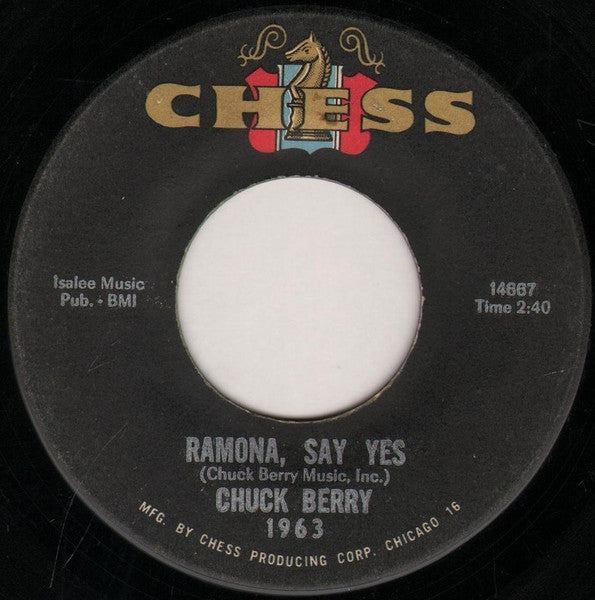 CHESS
Isalee Music
Pub. - BMI
14667
Time 2:40
RAMONA, SAY YES
(Chuck Berry Music, Inc.)
CHUCK BERRY
1963
MFG. BY CHESS PRODUCING CORP. CHICAGO 16